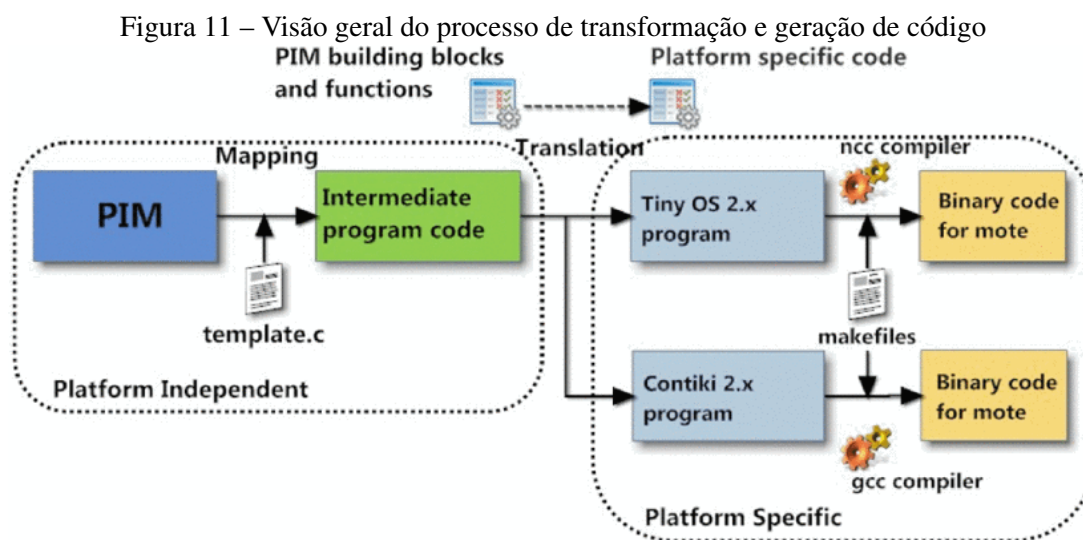 Figura 11 – Visão geral do processo de transformação e geração de código
PIM building blocks
and functions
Platform specific code
Translation
Mapping
PIM
Intermediate
program code
template.c
Platform Independent
ncc compiler
Tiny OS 2.x
program
Binary code
for mote
makefiles
Contiki 2.x
program
Binary code
for mote
gcc compiler
Platform Specific